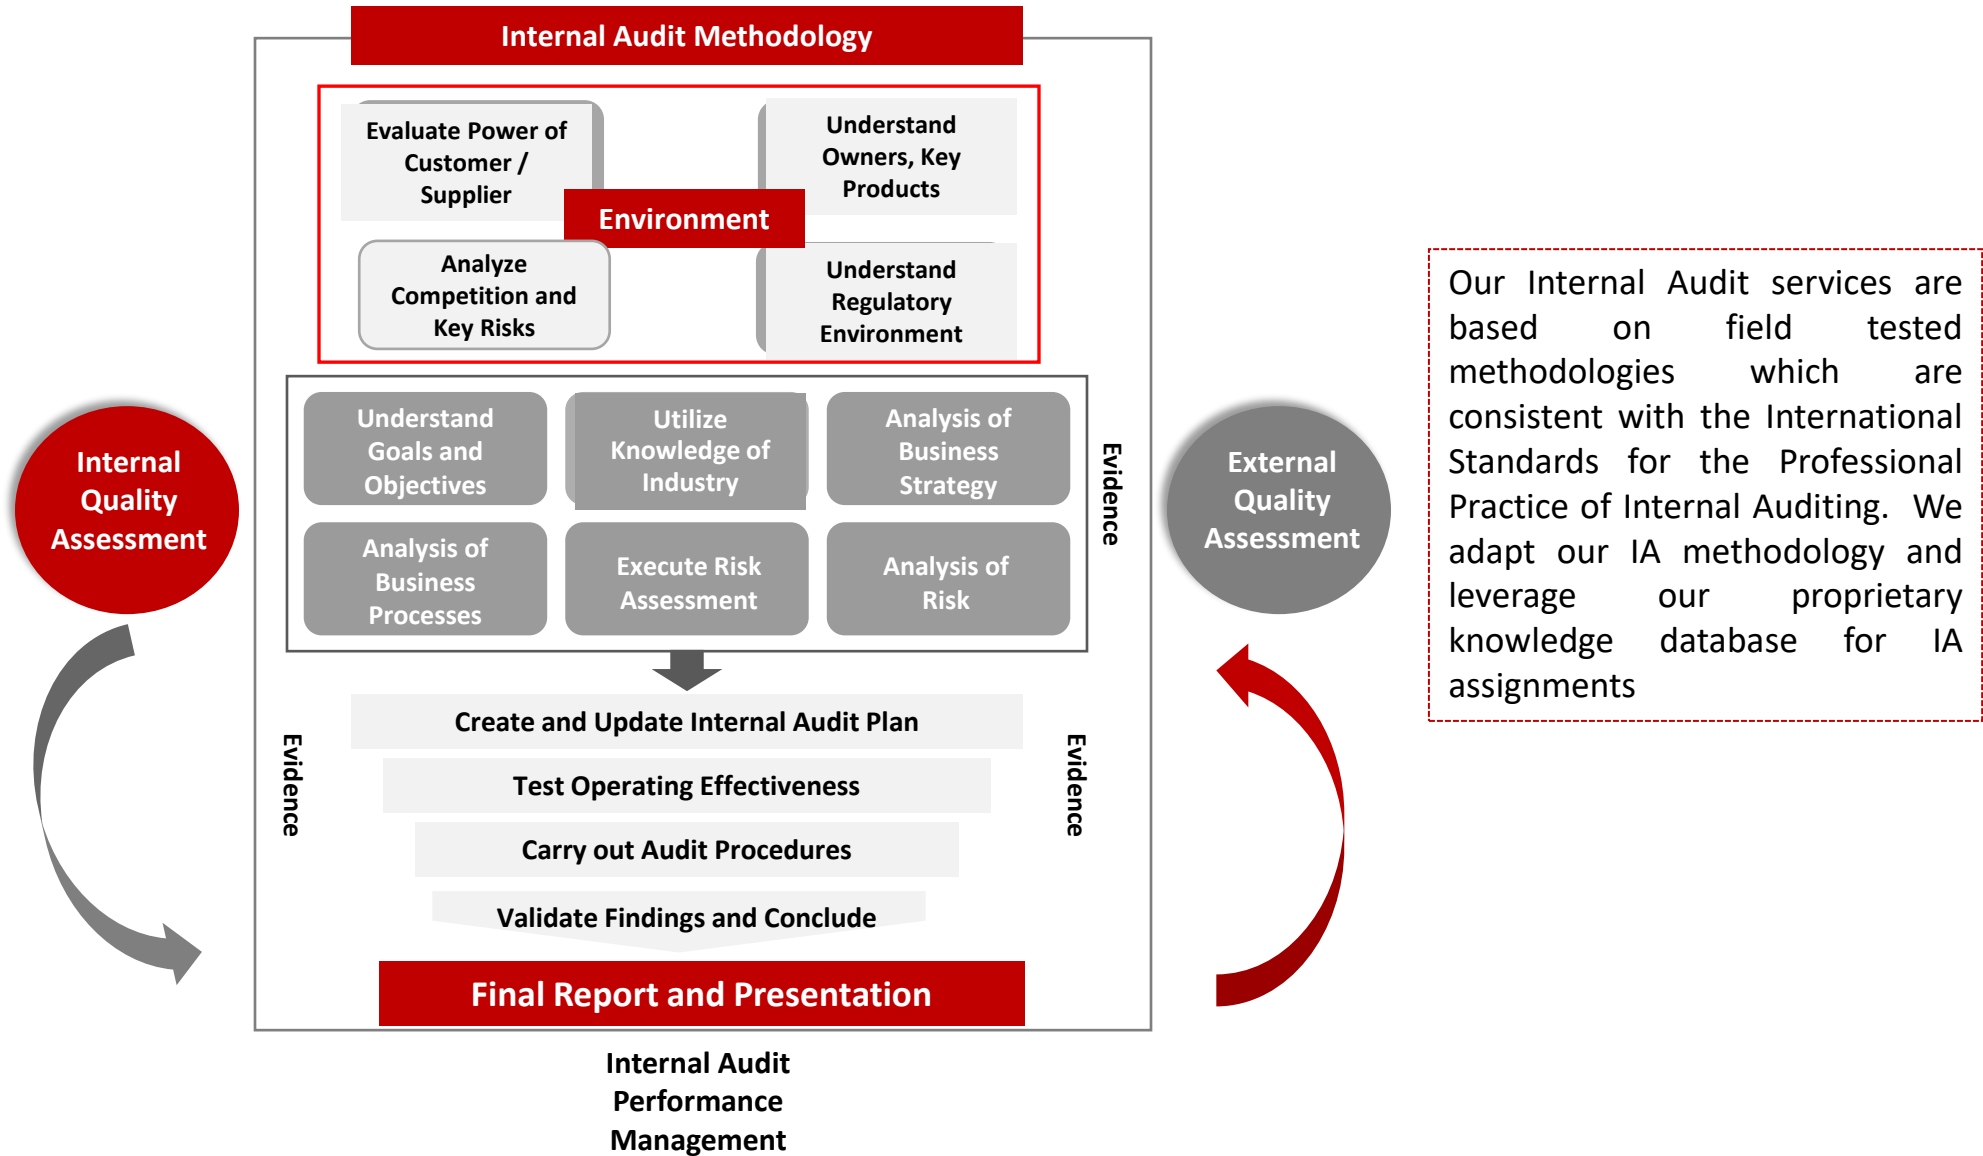 Internal Audit Methodology
Evaluate Power of
Customer /
Supplier
Understand
Owners, Key
Products
Environment
Analyze
Competition and
Key Risks
Understand
Regulatory
Environment
Understand
Goals and
Objectives
Utilize
Knowledge of
Industry
Analysis of
Business
Strategy
Analysis of
Business
Processes
Execute Risk
Assessment
Analysis of
Risk
Evidence
Internal
Quality
Assessment
External
Quality
Assessment
Create and Update Internal Audit Plan
Test Operating Effectiveness
Carry out Audit Procedures
Validate Findings and Conclude
Evidence
Evidence
Final Report and Presentation
Internal Audit
Performance
Management
Our Internal Audit services are
based on field tested
methodologies which are
consistent with the International
Standards for the Professional
Practice of Internal Auditing. We
adapt our IA methodology and
leverage our proprietary
knowledge database for IA
assignments